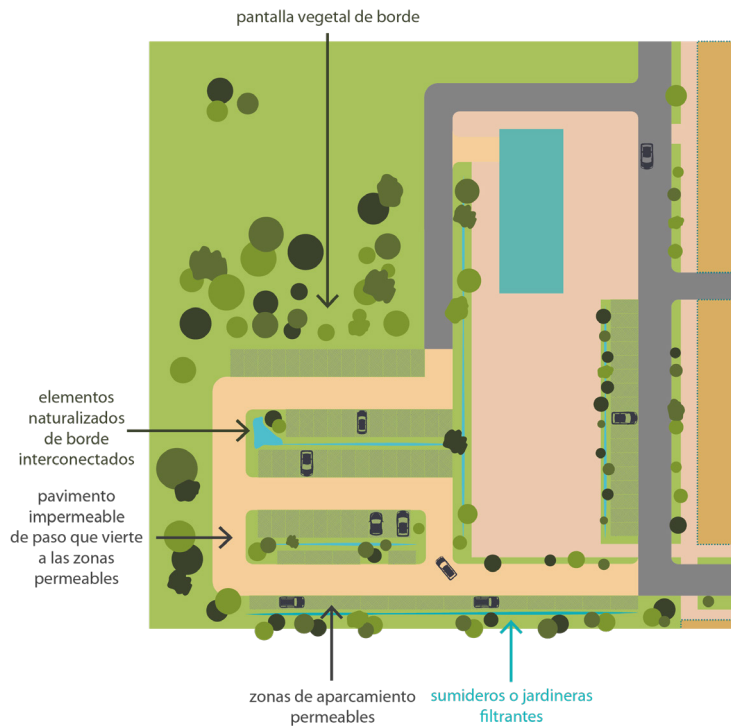 pantalla vegetal de borde
elementos
naturalizados
de borde
interconectados
pavimento
impermeable
de paso que vierte
a las zonas
permeables
zonas de aparcamiento
permeables
sumideros o jardineras
filtrantes